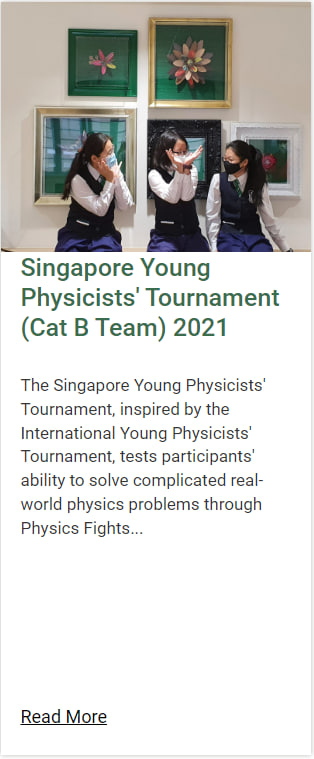 Singapore Young
Physicists' Tournament
(Cat B Team) 2021
The Singapore Young Physicists'
Tournament, inspired by the
International Young Physicists'
Tournament, tests participants'
ability to solve complicated real-
world physics problems through
Physics Fights...
Read More